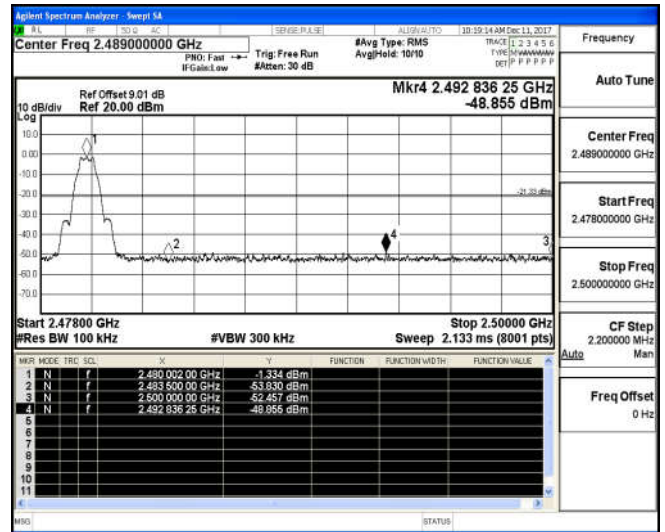 Agilent Spectrum Analyzer - Swept SA
RL RF 50 Ω AC SENSE:PULSE ALIGN AUTO 10:19:14 AM Dec 11, 2017
Center Freq 2.489000000 GHz
PNO: Fast
IFGain:Low
Trig: Free Run
#Atten: 30 dB
#Avg Type: RMS
Avg|Hold: 10/10
TRACE 1 2 3 4 5 6
TYPE M
DET P P P P P P
Ref Offset 9.01 dB
Ref 20.00 dBm
10 dB/div
Log
Mkr4 2.492 836 25 GHz
-48.855 dBm
10.0
0.00
-10.0
-20.0
-30.0
-40.0
-50.0
-60.0
-70.0
1
2
3
4
-21.33 dBm
Start 2.47800 GHz
Stop 2.50000 GHz
#Res BW 100 kHz
#VBW 300 kHz
Sweep 2.133 ms (8001 pts)
MKR MODE TRC SCL X Y FUNCTION FUNCTION WIDTH FUNCTION VALUE
1 N f 2.480 002 00 GHz -1.334 dBm
2 N f 2.483 500 00 GHz -53.830 dBm
3 N f 2.500 000 00 GHz -52.457 dBm
4 N f 2.492 836 25 GHz -48.855 dBm
5
6
7
8
9
10
11
MSG
STATUS
Frequency
Auto Tune
Center Freq
2.489000000 GHz
Start Freq
2.478000000 GHz
Stop Freq
2.500000000 GHz
CF Step
2.200000 MHz
Auto Man
Freq Offset
0 Hz